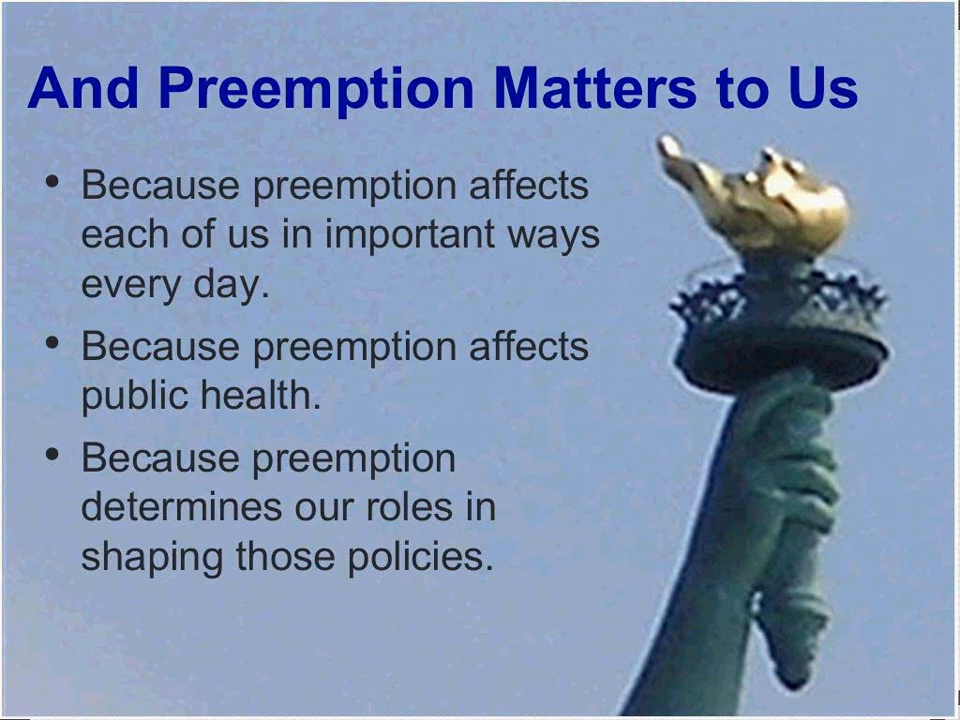 And Preemption Matters to Us
• Because preemption affects
each of us in important ways
every day.
• Because preemption affects
public health.
• Because preemption
determines our roles in
shaping those policies.